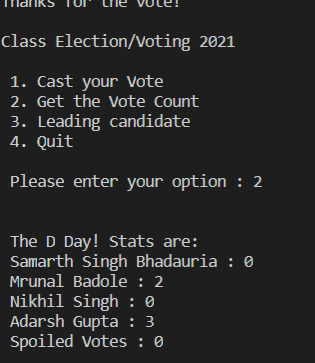 Thanks for the vote!
Class Election/Voting 2021
1. Cast your Vote
2. Get the Vote Count
3. Leading candidate
4. Quit
Please enter your option : 2
The D Day! Stats are:
Samarth Singh Bhadauria : 0
Mrunal Badole : 2
Nikhil Singh : 0
Adarsh Gupta : 3
Spoiled Votes : 0